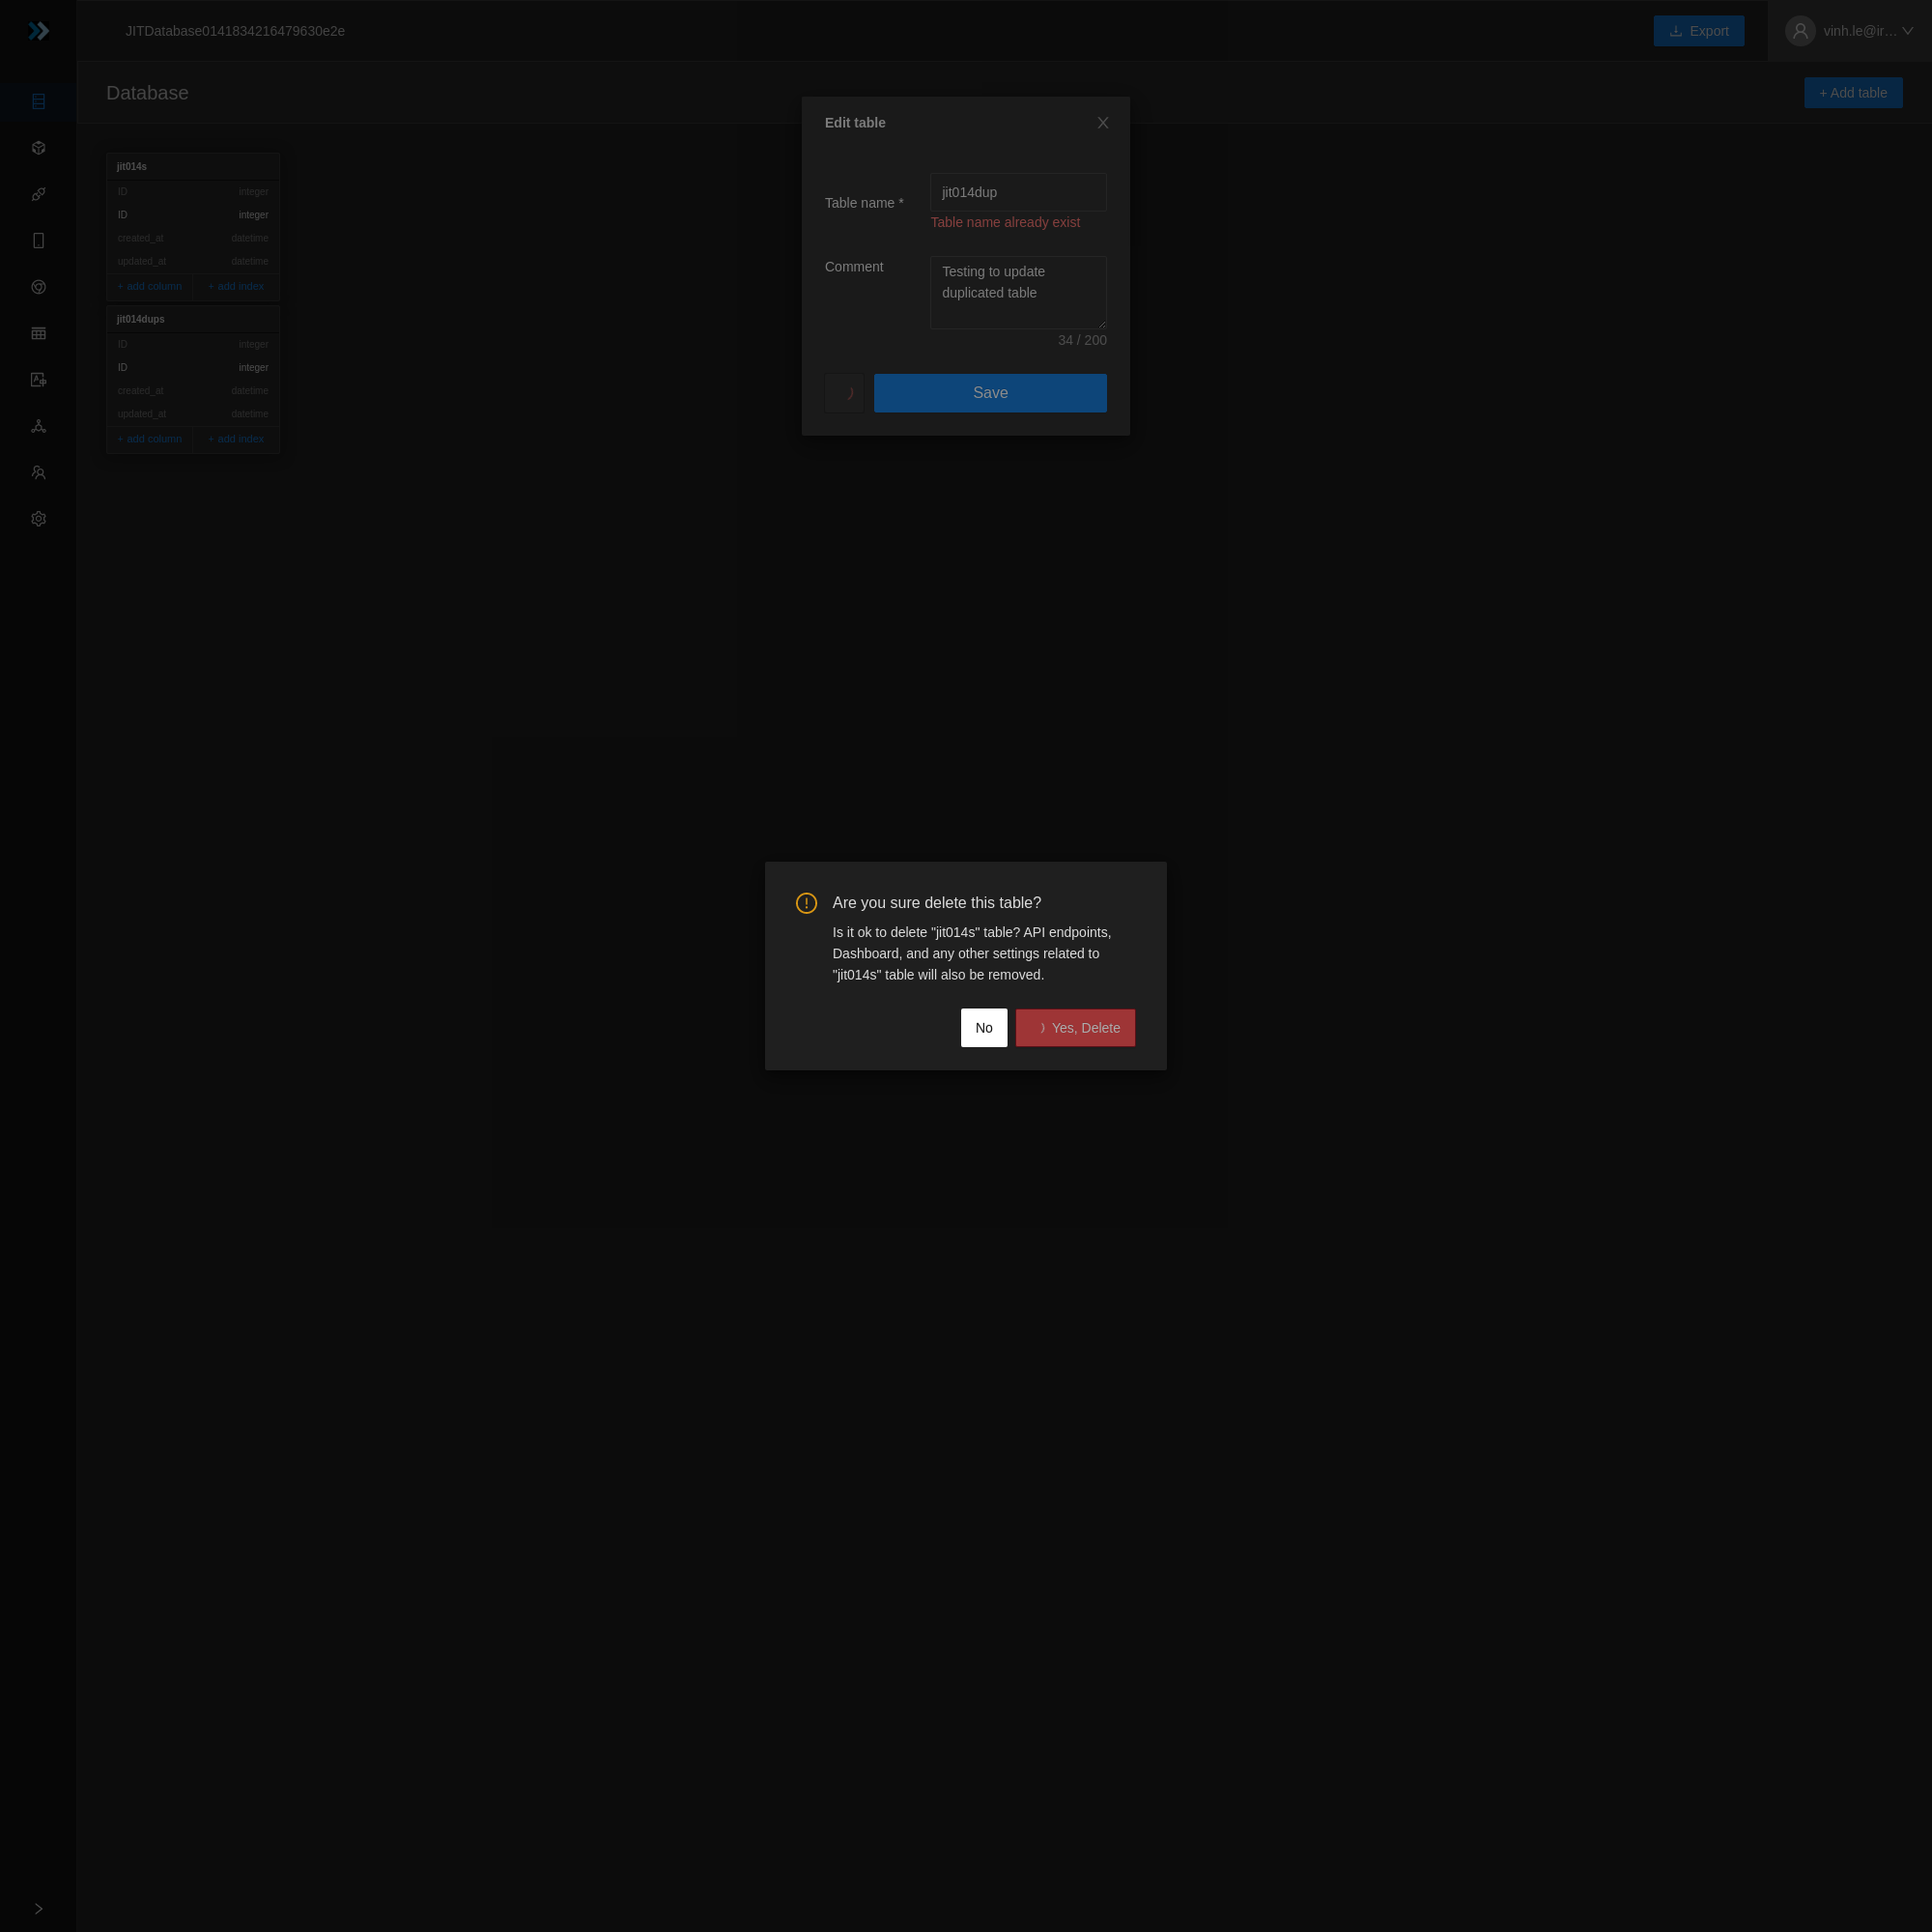 JITDatabase0141834216479630e2e
Export
vinh.le@ir…
Database
+ Add table
jit014s
ID integer
ID integer
created_at datetime
updated_at datetime
+ add column + add index
jit014dups
ID integer
ID integer
created_at datetime
updated_at datetime
+ add column + add index
Edit table
Table name * jit014dup
Table name already exist
Comment
Testing to update
duplicated table
34 / 200
Save
Are you sure delete this table?
Is it ok to delete "jit014s" table? API endpoints,
Dashboard, and any other settings related to
"jit014s" table will also be removed.
No Yes, Delete